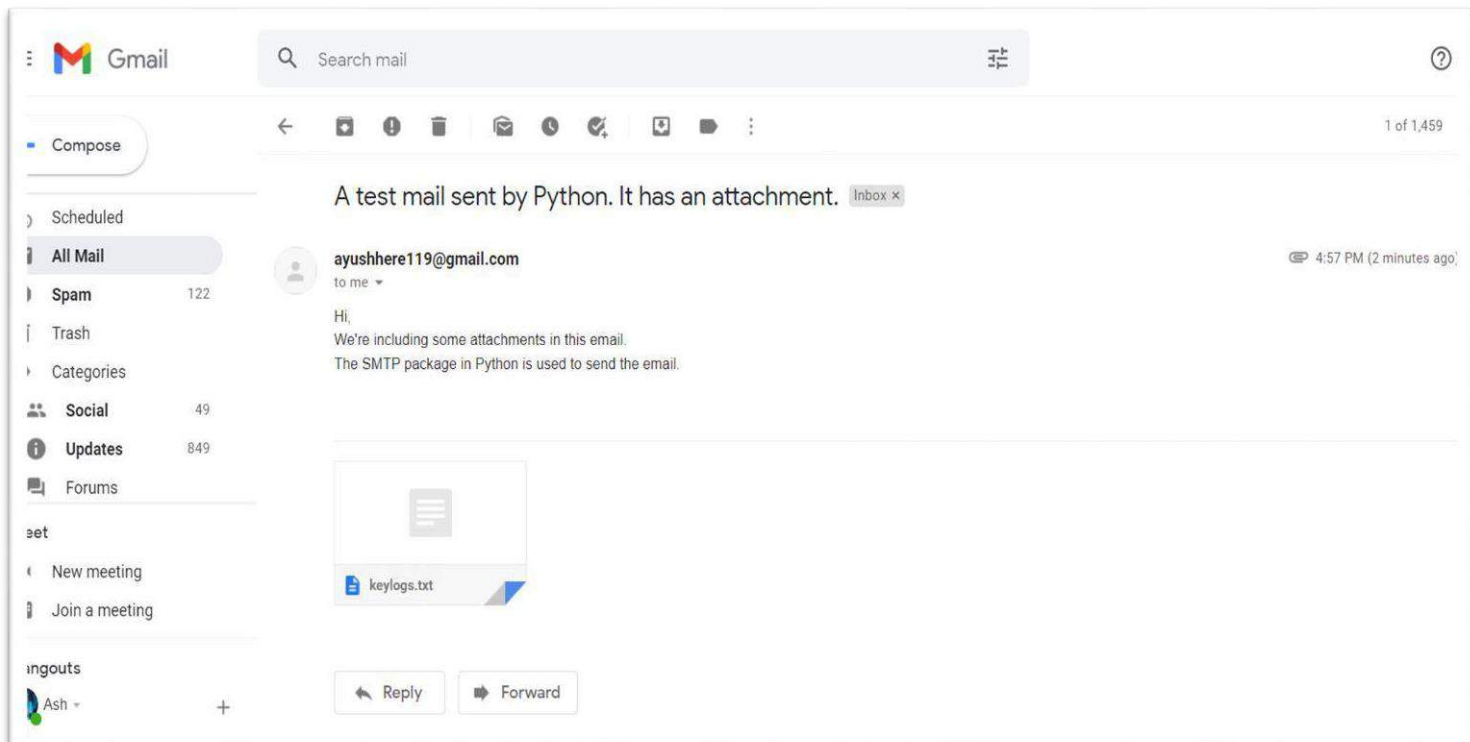 Gmail
Search mail
Compose
1 of 1,459
A test mail sent by Python. It has an attachment. Inbox ×
Scheduled
All Mail
ayushhere119@gmail.com
4:57 PM (2 minutes ago)
to me
Spam 122
Hi,
Trash
We're including some attachments in this email.
The SMTP package in Python is used to send the email.
Categories
Social 49
Updates 849
Forums
eet
New meeting
keylogs.txt
Join a meeting
angouts
Ash
Reply
Forward